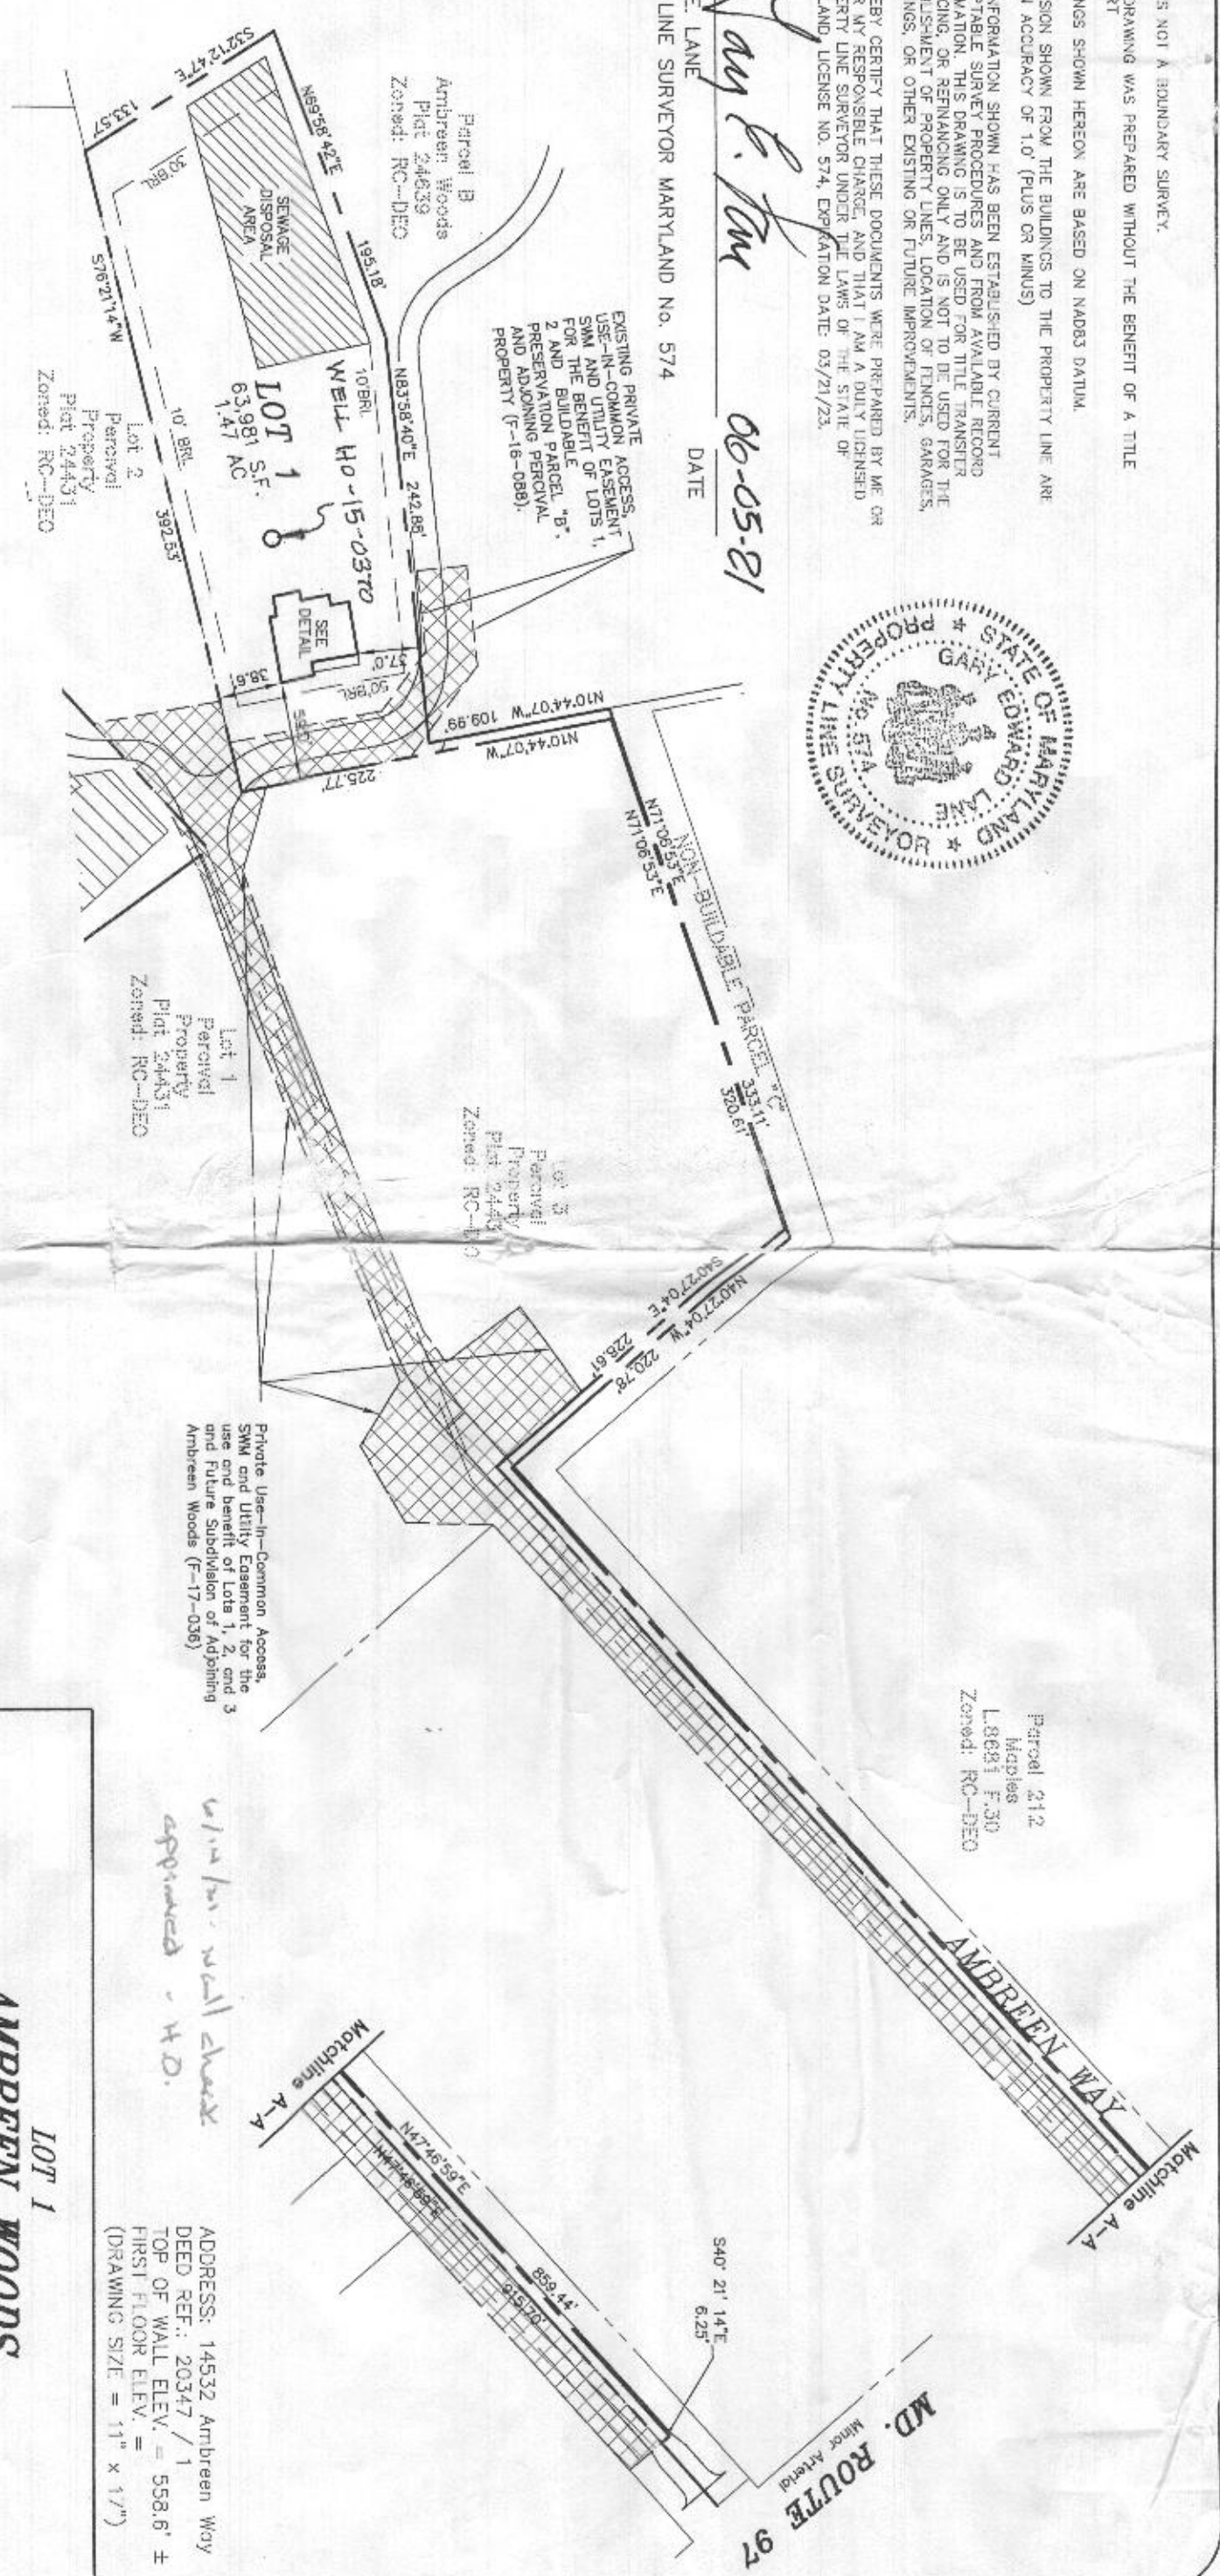 S NOT A BOUNDARY SURVEY.
DRAWING WAS PREPARED WITHOUT THE BENEFIT OF A TITLE
RT
NGS SHOWN HEREON ARE BASED ON NAD83 DATUM.
SION SHOWN FROM THE BUILDINGS TO THE PROPERTY LINE ARE
N ACCURACY OF 1.0' (PLUS OR MINUS)
NFORMATION SHOWN HAS BEEN ESTABLISHED BY CURRENT
PTABLE SURVEY PROCEDURES AND FROM AVAILABLE RECORD
MATION. THIS DRAWING IS TO BE USED FOR TITLE TRANSFER
CING, OR REFINANCING ONLY AND IS NOT TO BE USED FOR THE
BLISHMENT OF PROPERTY LINES, LOCATION OF FENCES, GARAGES,
NGS, OR OTHER EXISTING OR FUTURE IMPROVEMENTS.
EBY CERTIFY THAT THESE DOCUMENTS WERE PREPARED BY ME OR
R MY RESPONSIBLE CHARGE, AND THAT I AM A DULY LICENSED
ERTY LINE SURVEYOR UNDER THE LAWS OF THE STATE OF
LAND, LICENSE NO. 574, EXPIRATION DATE: 03/21/23.
06-05-21
DATE
E. LANE
LINE SURVEYOR MARYLAND No. 574
STATE OF MARYLAND
GARY EDWARD LANE
No 574
PROPERTY LINE SURVEYOR
Parcel B
Ambreen Woods
Plat 24639
Zoned: RC-DEO
EXISTING PRIVATE
USE-IN-COMMON ACCESS,
SWM AND UTILITY EASEMENT
FOR THE BENEFIT OF LOTS 1,
2 AND BUILDABLE
PRESERVATION PARCEL "B".
AND ADJOINING PERCIVAL
PROPERTY (F-16-088).
S32°12'47"E
133.57'
N69°58'42"E
195.18'
N83°58'40"E 242.86'
10'BRL
30'BRL
SEWAGE
DISPOSAL
AREA
WELL HO-15-0370
LOT 1
63,981 S.F.
1.47 AC
SEE
DETAIL
37.0'
38.6'
50'BRL
225.77'
S76°21'14"W
10' BRL
392.53'
Lot 2
Percival
Property
Plat 24431
Zoned: RC-DEO
N10°44'07"W 109.99'
N10°44'07"W
N71°06'53"E
N71°06'53"E
333.11'
320.61'
NON-BUILDABLE PARCEL "C"
Lot 3
Percival
Property
Zoned: RC-
Lot 1
Percival
Property
Plat 24431
Zoned: RC-DEO
N40°27'04"W
S40°27'04"E
220.78'
228.61'
Private Use-In-Common Access,
SWM and Utility Easement for the
use and benefit of Lots 1, 2, and 3
and Future Subdivision of Adjoining
Ambreen Woods (F-17-036)
Parcel 212
Maples
L.8681 F.30
Zoned: RC-DEO
AMBREEN WAY
Matchline A-A
Matchline
A-A
N47°46'59"E
N47°46'59"E
859.44'
915.70'
S40° 21' 14"E
6.25'
MD. ROUTE 97
Minor Arterial
6/14/21 - wall check
approved - H.O.
ADDRESS: 14532 Ambreen Way
DEED REF.: 20347 / 1
TOP OF WALL ELEV. = 558.6' ±
FIRST FLOOR ELEV. =
(DRAWING SIZE = 11" x 17")
LOT 1
AMBREEN WOODS